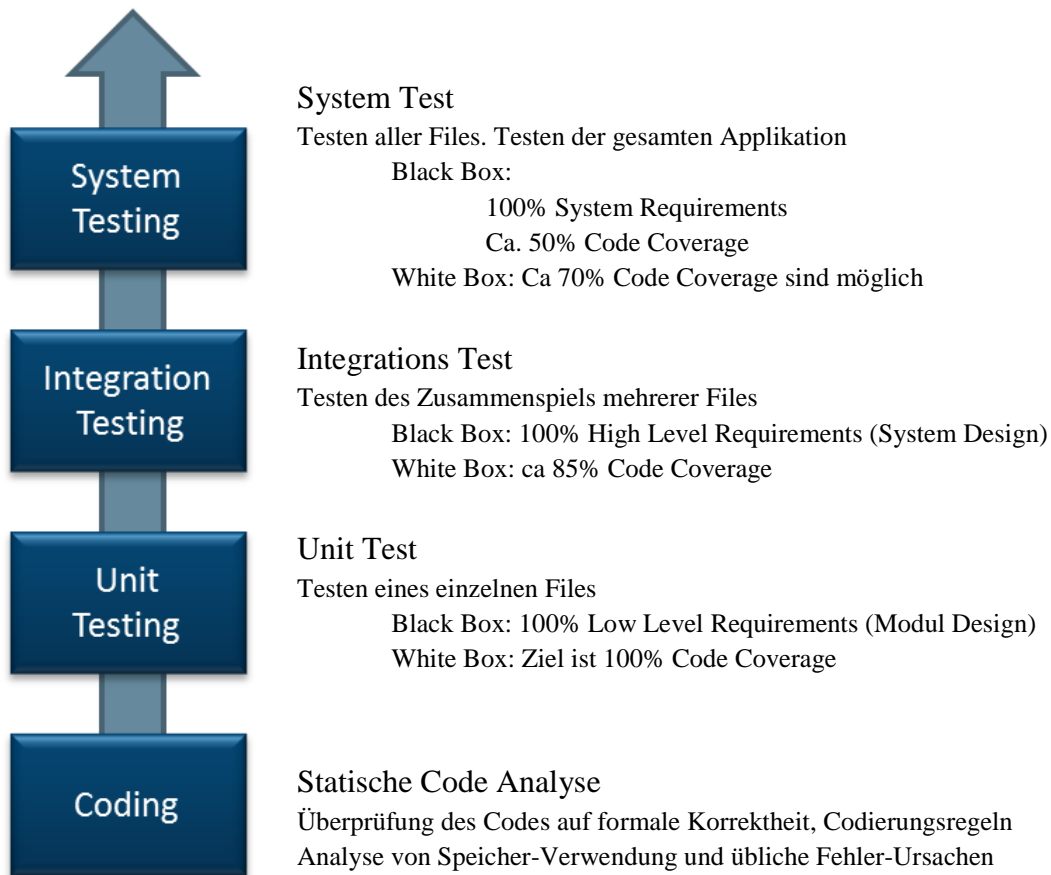 System
Testing
System Test
Testen aller Files. Testen der gesamten Applikation
Black Box:
100% System Requirements
Ca. 50% Code Coverage
White Box: Ca 70% Code Coverage sind möglich
Integration
Testing
Integrations Test
Testen des Zusammenspiels mehrerer Files
Black Box: 100% High Level Requirements (System Design)
White Box: ca 85% Code Coverage
Unit
Testing
Unit Test
Testen eines einzelnen Files
Black Box: 100% Low Level Requirements (Modul Design)
White Box: Ziel ist 100% Code Coverage
Coding
Statische Code Analyse
Überprüfung des Codes auf formale Korrektheit, Codierungsregeln
Analyse von Speicher-Verwendung und übliche Fehler-Ursachen